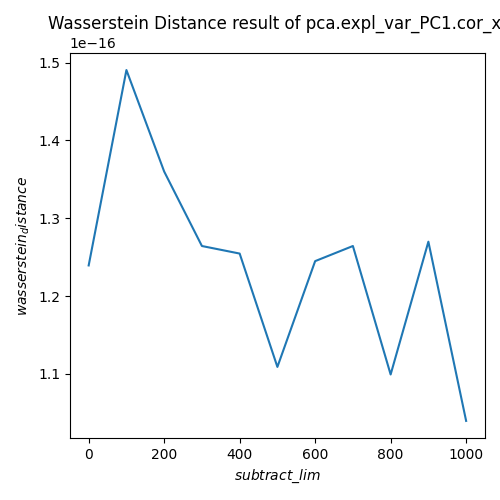 Wasserstein Distance result of pca.expl_var_PC1.cor_x
1e−16
1.5
1.4
1.3
1.2
1.1
wasserstein_distance
0 200 400 600 800 1000
subtract_lim